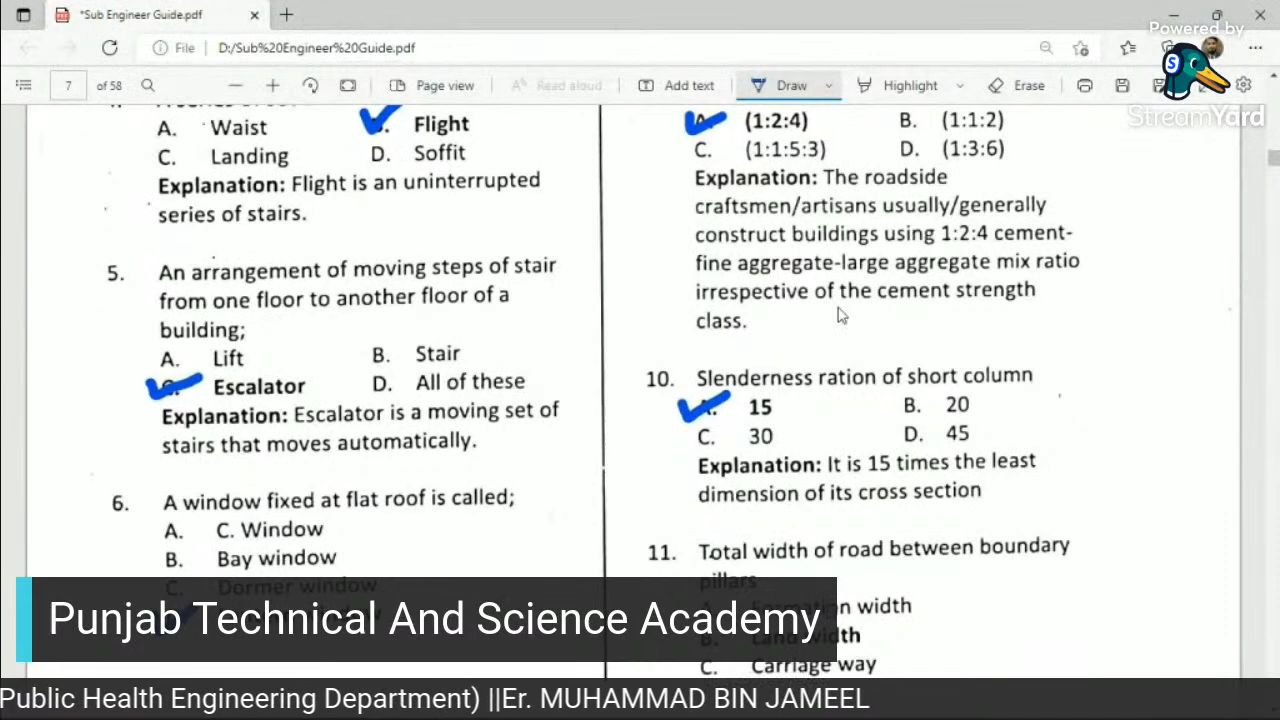 *Sub Engineer Guide.pdf
File D:/Sub%20Engineer%20Guide.pdf
7 of 58 Page view Read aloud Add text Draw Highlight Erase
Powered by
StreamYard
A. Waist
Flight
C. Landing
D. Soffit
Explanation: Flight is an uninterrupted
series of stairs.
5. An arrangement of moving steps of stair
from one floor to another floor of a
building;
A. Lift
B. Stair
Escalator
D. All of these
Explanation: Escalator is a moving set of
stairs that moves automatically.
6. A window fixed at flat roof is called;
A. C. Window
B. Bay window
C. Dormer window
(1:2:4)
B. (1:1:2)
C. (1:1:5:3)
D. (1:3:6)
Explanation: The roadside
craftsmen/artisans usually/generally
construct buildings using 1:2:4 cement-
fine aggregate-large aggregate mix ratio
irrespective of the cement strength
class.
10. Slenderness ration of short column
15
B. 20
C. 30
D. 45
Explanation: It is 15 times the least
dimension of its cross section
11. Total width of road between boundary
pillars
width
width
C. Carriage way
Punjab Technical And Science Academy
Public Health Engineering Department) ||Er. MUHAMMAD BIN JAMEEL